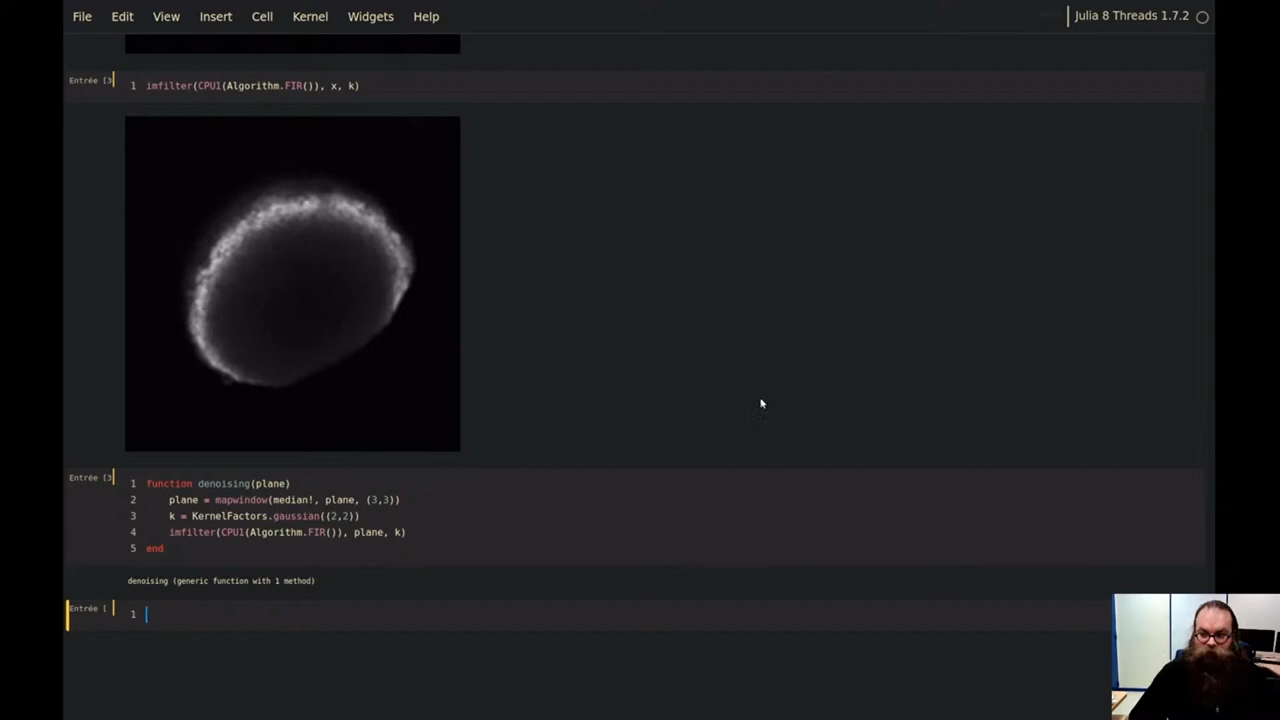 File Edit View Insert Cell Kernel Widgets Help Julia 8 Threads 1.7.2
Entrée [3
1 imfilter(CPU1(Algorithm.FIR()), x, k)
Entrée [3
1 function denoising(plane)
2 plane = mapwindow(median!, plane, (3,3))
3 k = KernelFactors.gaussian((2,2))
4 imfilter(CPU1(Algorithm.FIR()), plane, k)
5 end
denoising (generic function with 1 method)
Entrée [
1